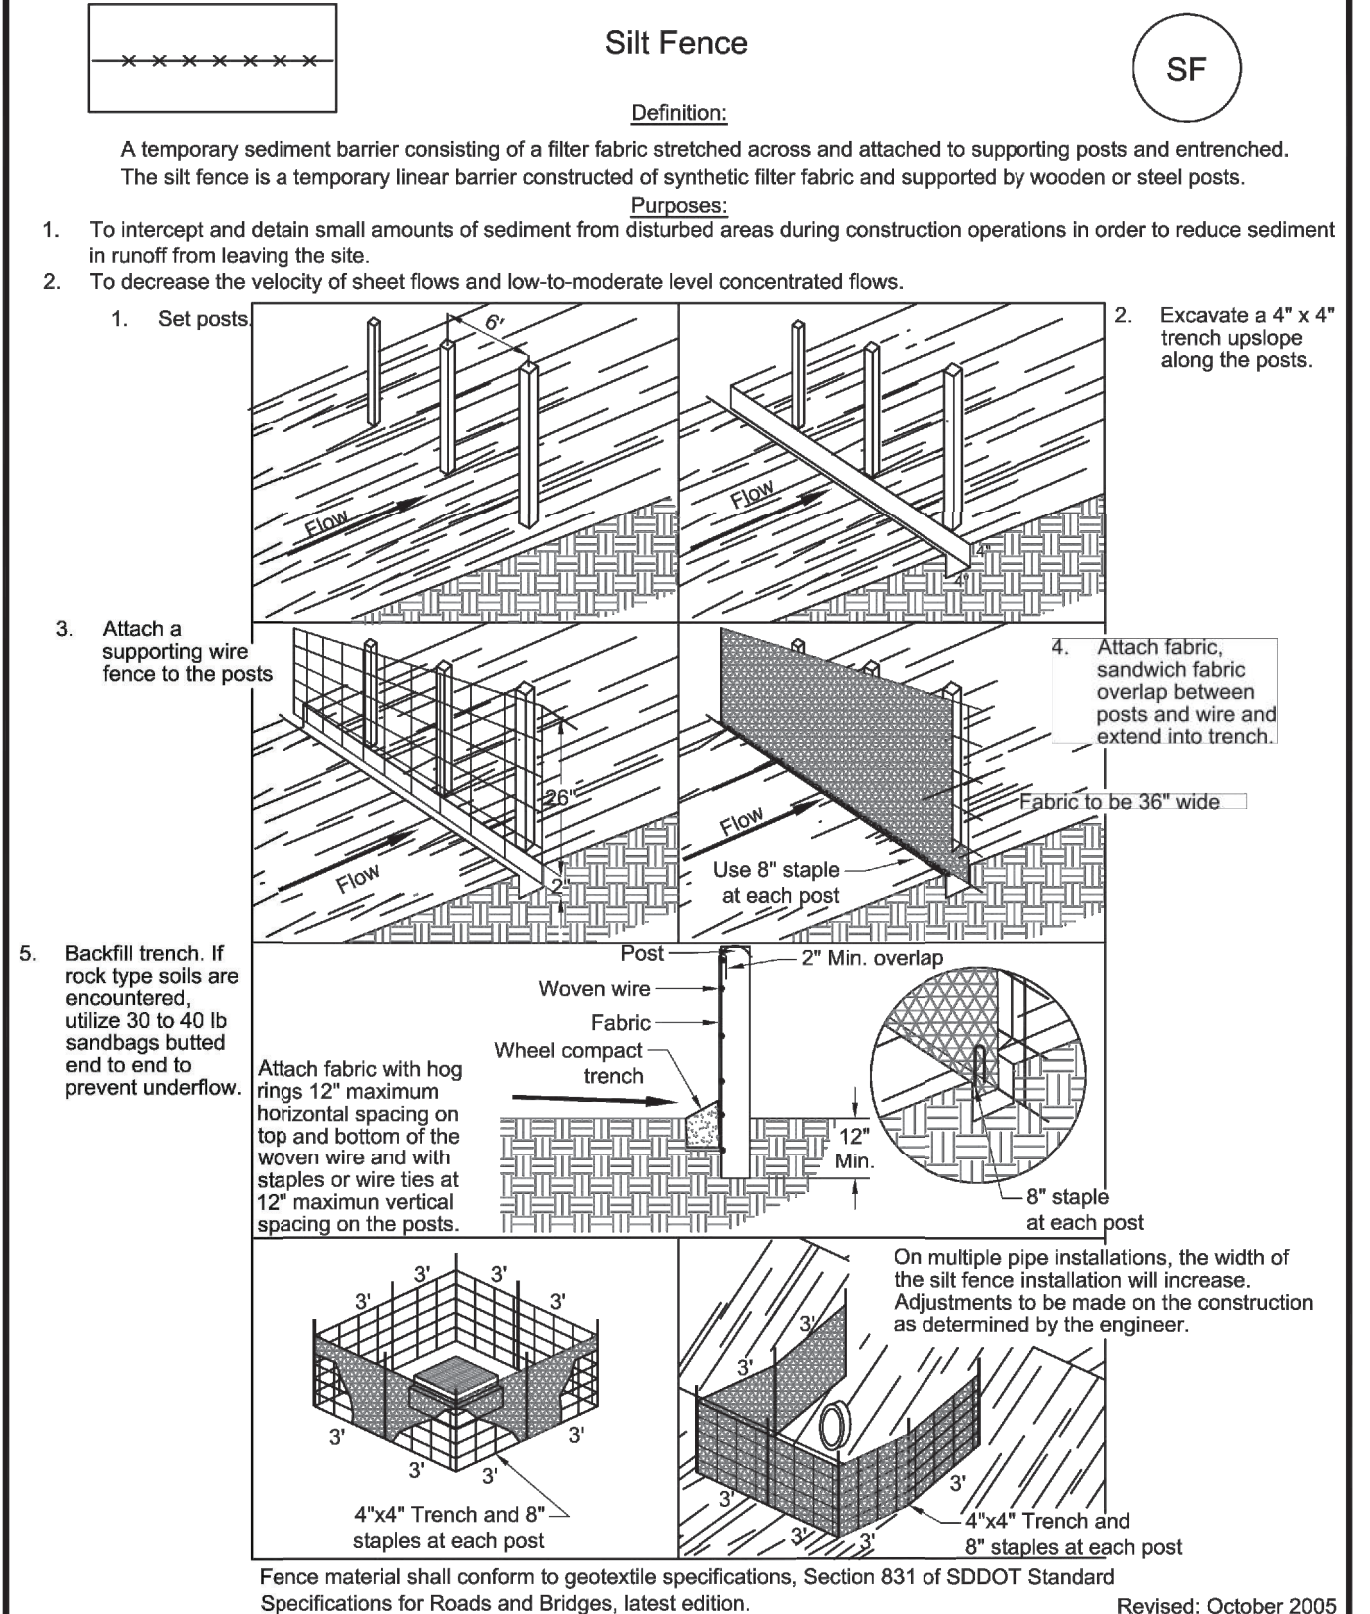 Silt Fence
SF
Definition:
A temporary sediment barrier consisting of a filter fabric stretched across and attached to supporting posts and entrenched.
The silt fence is a temporary linear barrier constructed of synthetic filter fabric and supported by wooden or steel posts.
Purposes:
1. To intercept and detain small amounts of sediment from disturbed areas during construction operations in order to reduce sediment
in runoff from leaving the site.
2. To decrease the velocity of sheet flows and low-to-moderate level concentrated flows.
1. Set posts.
6'
Flow
2. Excavate a 4" x 4"
trench upslope
along the posts.
Flow
4"
4"
3. Attach a
supporting wire
fence to the posts
26"
2"
Flow
4. Attach fabric,
sandwich fabric
overlap between
posts and wire and
extend into trench.
Fabric to be 36" wide
Flow
Use 8" staple
at each post
5. Backfill trench. If
rock type soils are
encountered,
utilize 30 to 40 lb
sandbags butted
end to end to
prevent underflow.
Attach fabric with hog
rings 12" maximum
horizontal spacing on
top and bottom of the
woven wire and with
staples or wire ties at
12" maximun vertical
spacing on the posts.
Post
2" Min. overlap
Woven wire
Fabric
Wheel compact
trench
12"
Min.
8" staple
at each post
3'
3'
3'
3'
3'
3'
3'
3'
4"x4" Trench and 8"
staples at each post
On multiple pipe installations, the width of
the silt fence installation will increase.
Adjustments to be made on the construction
as determined by the engineer.
3'
3'
3'
3'
3'
3'
4"x4" Trench and
8" staples at each post
Fence material shall conform to geotextile specifications, Section 831 of SDDOT Standard
Specifications for Roads and Bridges, latest edition.
Revised: October 2005